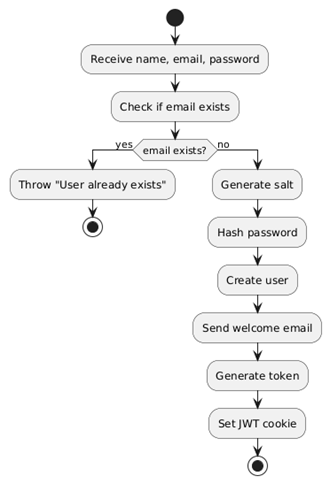 Receive name, email, password
Check if email exists
yes
email exists?
no
Throw "User already exists"
Generate salt
Hash password
Create user
Send welcome email
Generate token
Set JWT cookie